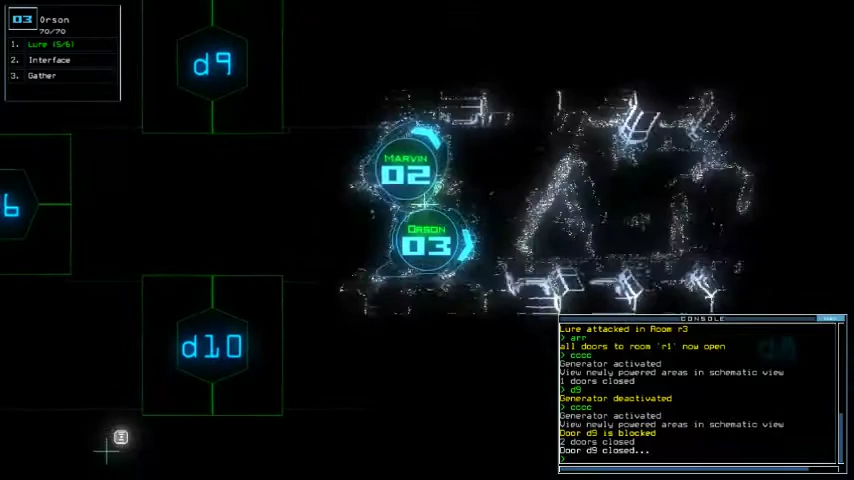 03 Orson
70/70
1. Lure (5/6)
2. Interface
3. Gather
d9
6
d10
MARVIN
02
ORSON
03
CONSOLE
Lure attacked in Room r3
> arr
all doors to room 'r1' now open
> cccc
Generator activated
View newly powered areas in schematic view
1 doors closed
> d9
Generator deactivated
> cccc
Generator activated
View newly powered areas in schematic view
Door d9 is blocked
2 doors closed
Door d9 closed...
>